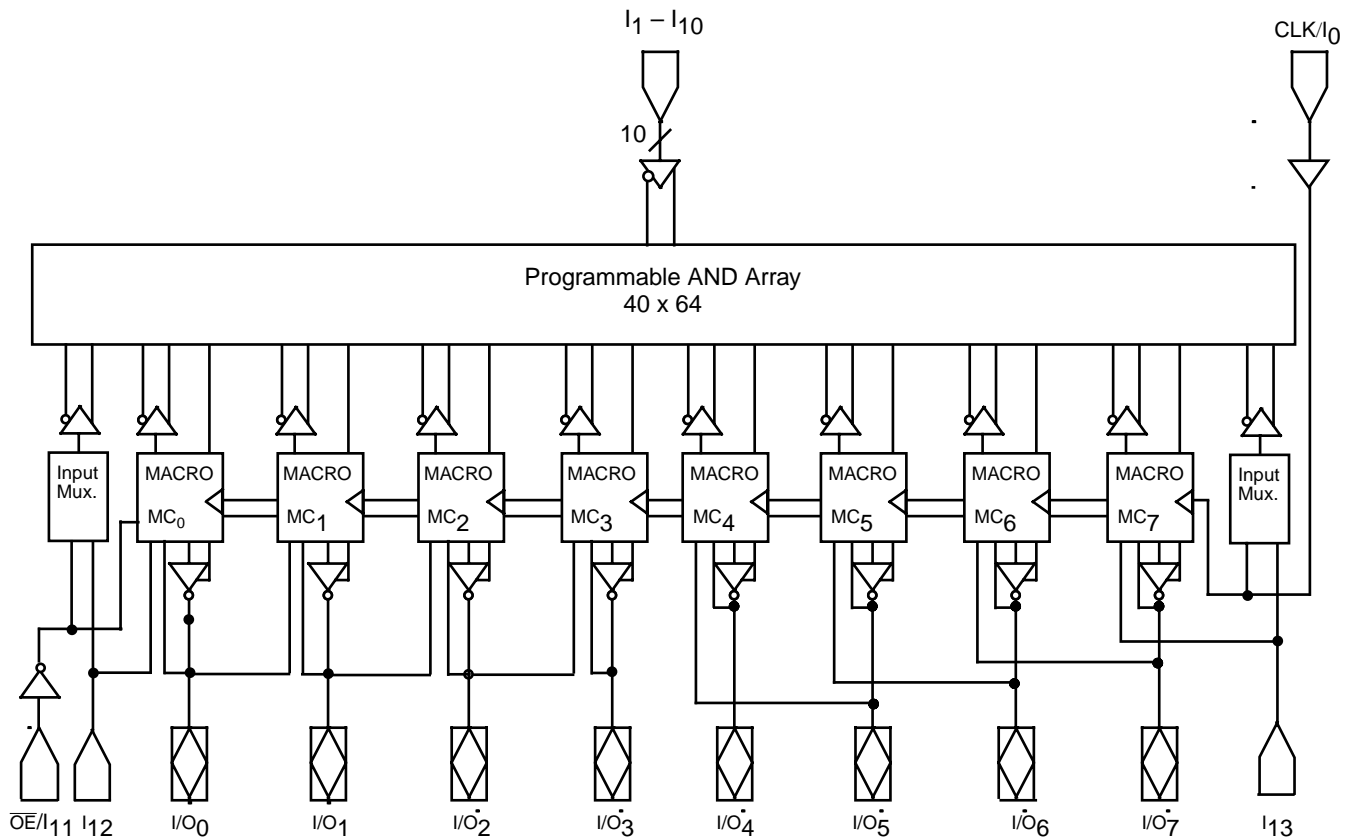 I1 – I10
CLK/I0
10
Programmable AND Array
40 x 64
Input
Mux.
MACRO
MC0
MACRO
MC1
MACRO
MC2
MACRO
MC3
MACRO
MC4
MACRO
MC5
MACRO
MC6
MACRO
MC7
Input
Mux.
O̅E̅/I11
I12
I/O0
I/O1
I/O2
I/O3
I/O4
I/O5
I/O6
I/O7
I13